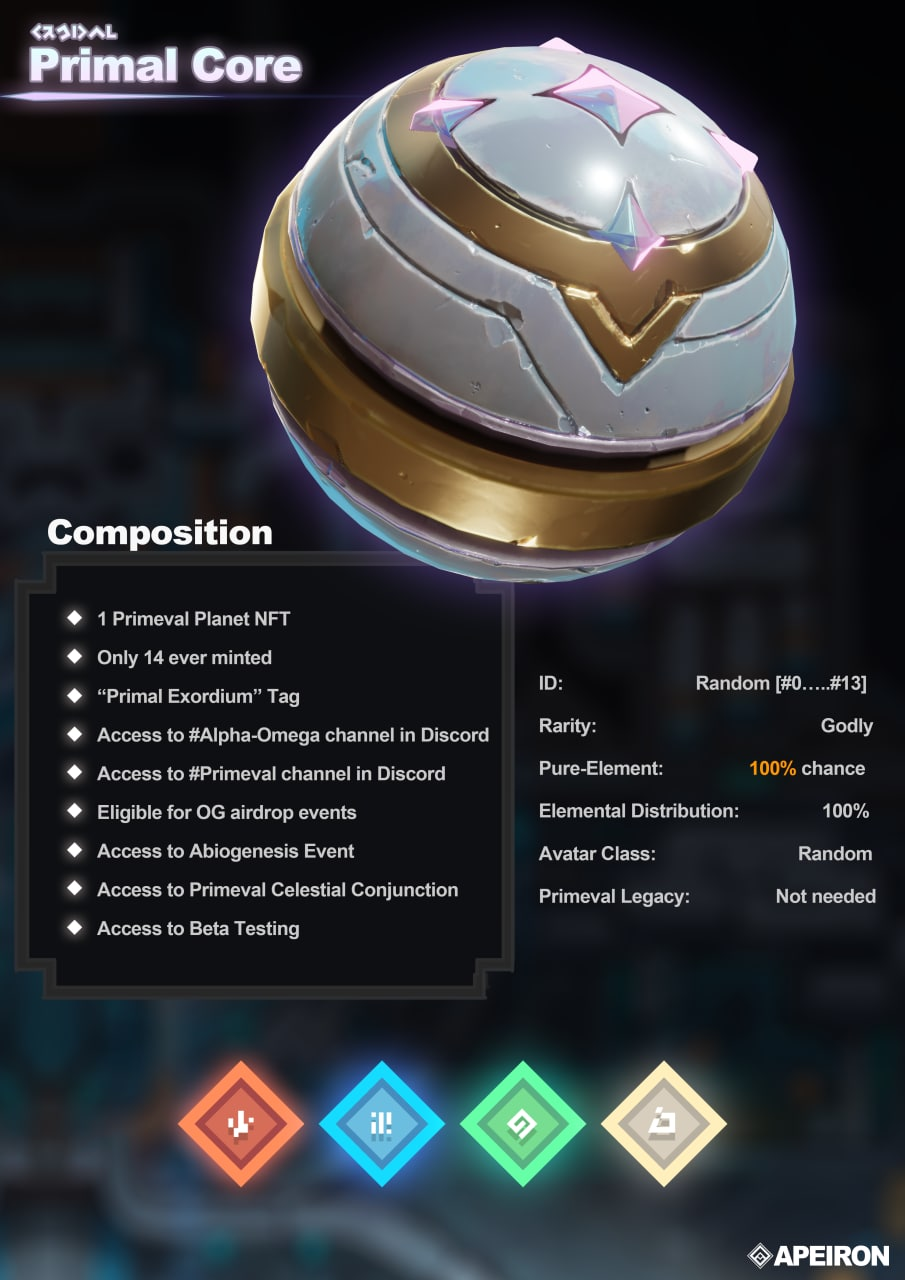 Primal Core
Composition
1 Primeval Planet NFT
Only 14 ever minted
“Primal Exordium” Tag
Access to #Alpha-Omega channel in Discord
Access to #Primeval channel in Discord
Eligible for OG airdrop events
Access to Abiogenesis Event
Access to Primeval Celestial Conjunction
Access to Beta Testing
ID: Random [#0…..#13]
Rarity: Godly
Pure-Element: 100% chance
Elemental Distribution: 100%
Avatar Class: Random
Primeval Legacy: Not needed
APEIRON